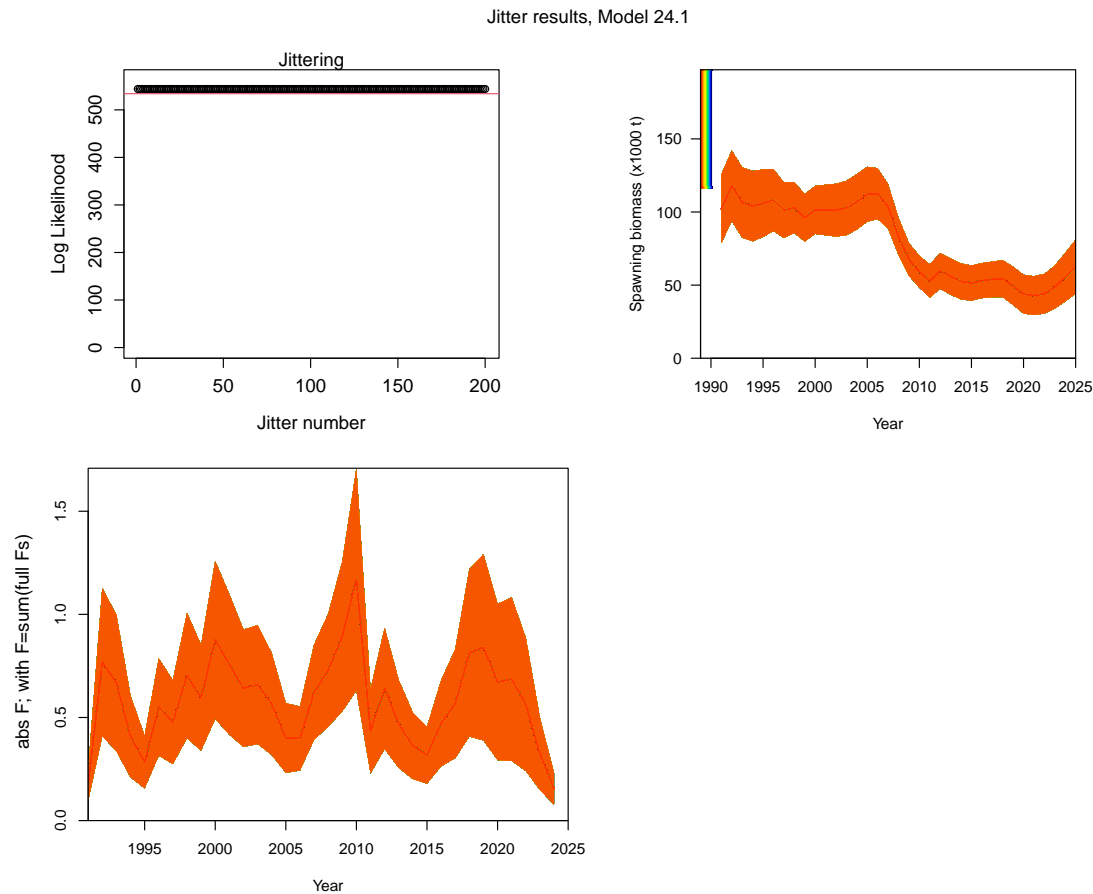 Jitter results, Model 24.1
Jittering
Log Likelihood
0 100 200 300 400 500
0 50 100 150 200
Jitter number
Spawning biomass (x1000 t)
0 50 100 150
1990 1995 2000 2005 2010 2015 2020 2025
Year
abs F; with F=sum(full Fs)
0.0 0.5 1.0 1.5
1995 2000 2005 2010 2015 2020 2025
Year